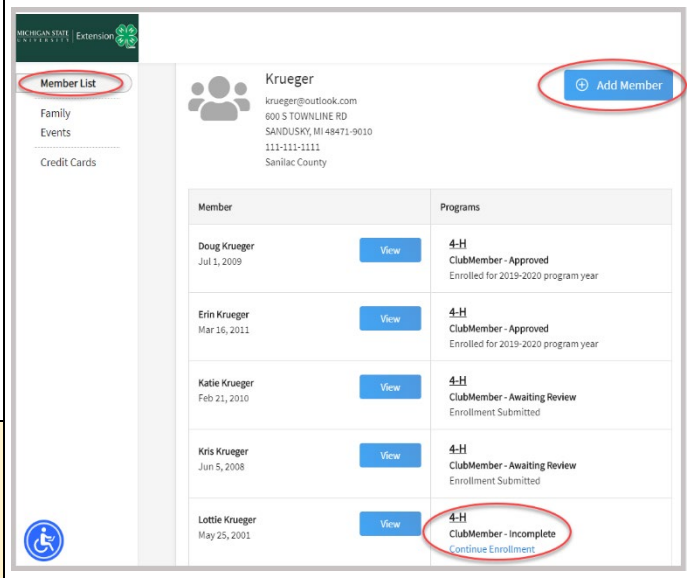 MICHIGAN STATE UNIVERSITY Extension
Member List
Family
Events
Credit Cards
Krueger
krueger@outlook.com
600 S TOWNLINE RD
SANDUSKY, MI 48471-9010
111-111-1111
Sanilac County
Add Member
Member Programs
Doug Krueger
Jul 1, 2009
View
4-H
ClubMember - Approved
Enrolled for 2019-2020 program year
Erin Krueger
Mar 16, 2011
View
4-H
ClubMember - Approved
Enrolled for 2019-2020 program year
Katie Krueger
Feb 21, 2010
View
4-H
ClubMember - Awaiting Review
Enrollment Submitted
Kris Krueger
Jun 5, 2008
View
4-H
ClubMember - Awaiting Review
Enrollment Submitted
Lottie Krueger
May 25, 2001
View
4-H
ClubMember - Incomplete
Continue Enrollment